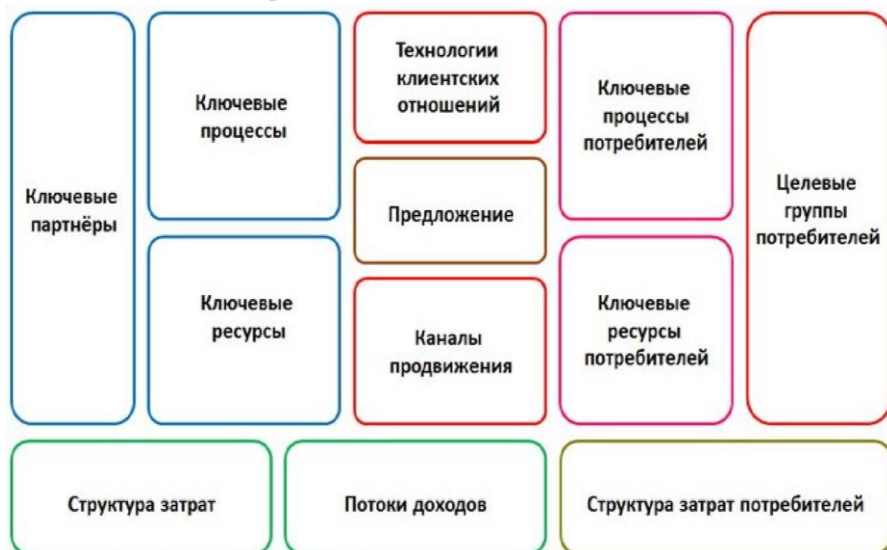 Ключевые
партнёры
Ключевые
процессы
Ключевые
ресурсы
Технологии
клиентских
отношений
Предложение
Каналы
продвижения
Ключевые
процессы
потребителей
Ключевые
ресурсы
потребителей
Целевые
группы
потребителей
Структура затрат
Потоки доходов
Структура затрат потребителей